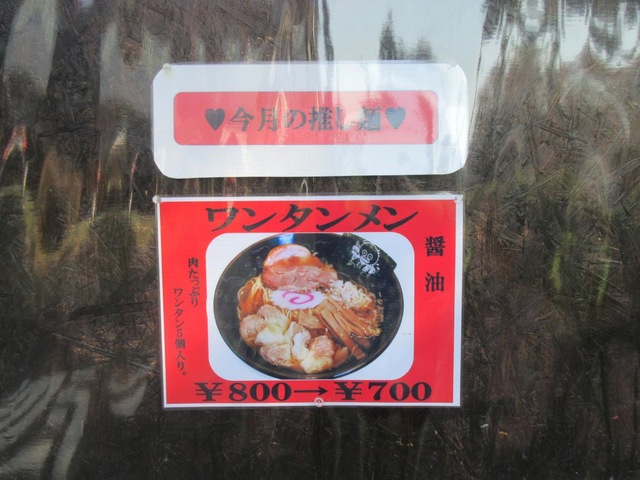 ♥今月の推し麺♥
ワンタンメン
醤油
肉たっぷり
ワンタン5個入り。
¥800→¥700